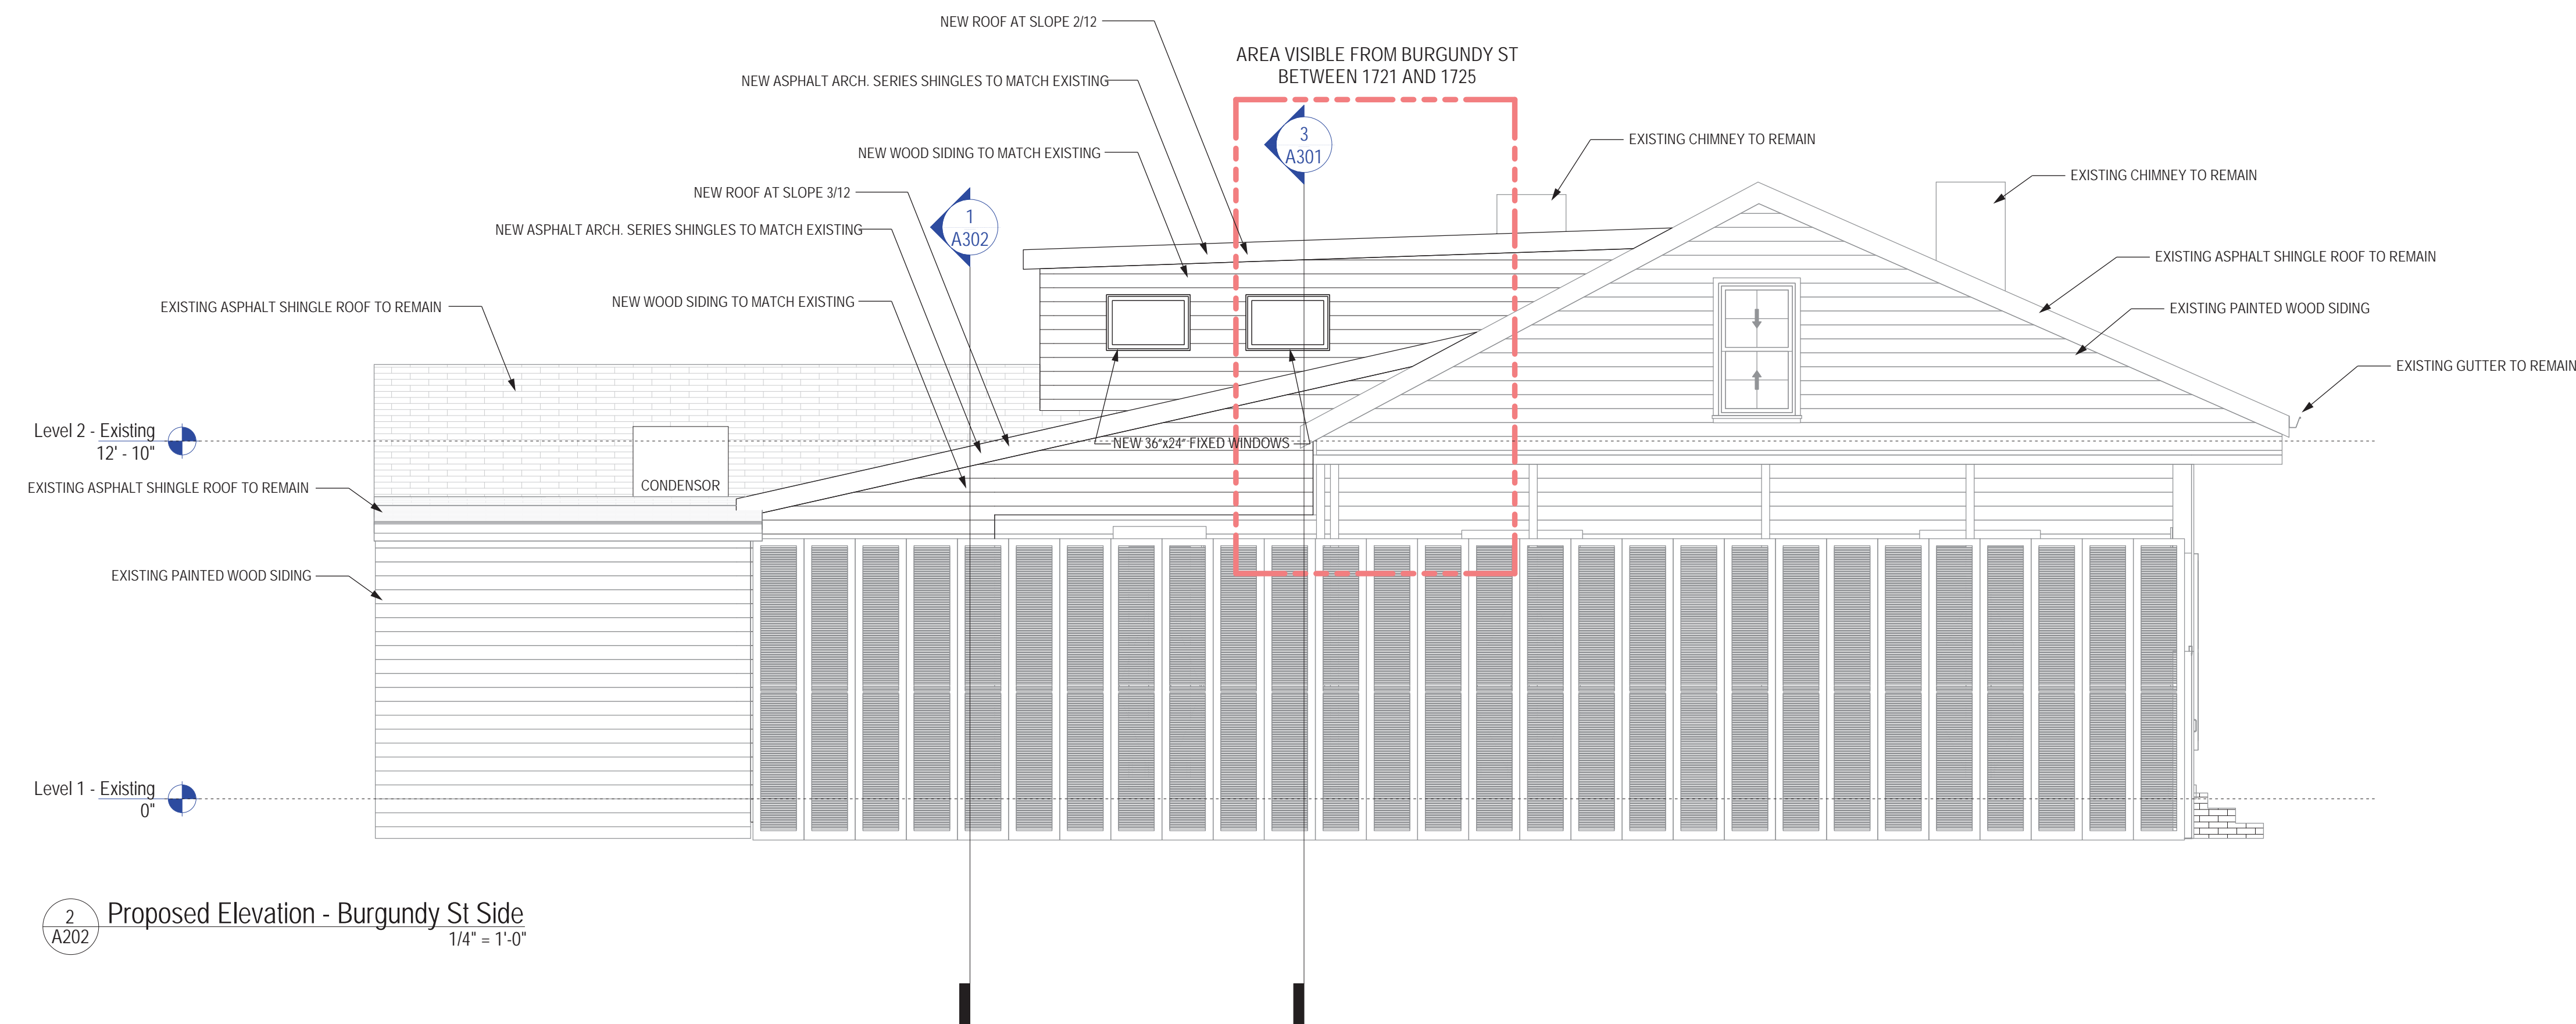 NEW ROOF AT SLOPE 2/12
AREA VISIBLE FROM BURGUNDY ST
BETWEEN 1721 AND 1725
NEW ASPHALT ARCH. SERIES SHINGLES TO MATCH EXISTING
3
A301
EXISTING CHIMNEY TO REMAIN
NEW WOOD SIDING TO MATCH EXISTING
EXISTING CHIMNEY TO REMAIN
NEW ROOF AT SLOPE 3/12
1
A302
NEW ASPHALT ARCH. SERIES SHINGLES TO MATCH EXISTING
EXISTING ASPHALT SHINGLE ROOF TO REMAIN
NEW WOOD SIDING TO MATCH EXISTING
EXISTING ASPHALT SHINGLE ROOF TO REMAIN
EXISTING PAINTED WOOD SIDING
EXISTING GUTTER TO REMAIN
Level 2 - Existing
12' - 10"
NEW 36"x24" FIXED WINDOWS
CONDENSOR
EXISTING ASPHALT SHINGLE ROOF TO REMAIN
EXISTING PAINTED WOOD SIDING
Level 1 - Existing
0"
2
A202
Proposed Elevation - Burgundy St Side
1/4" = 1'-0"